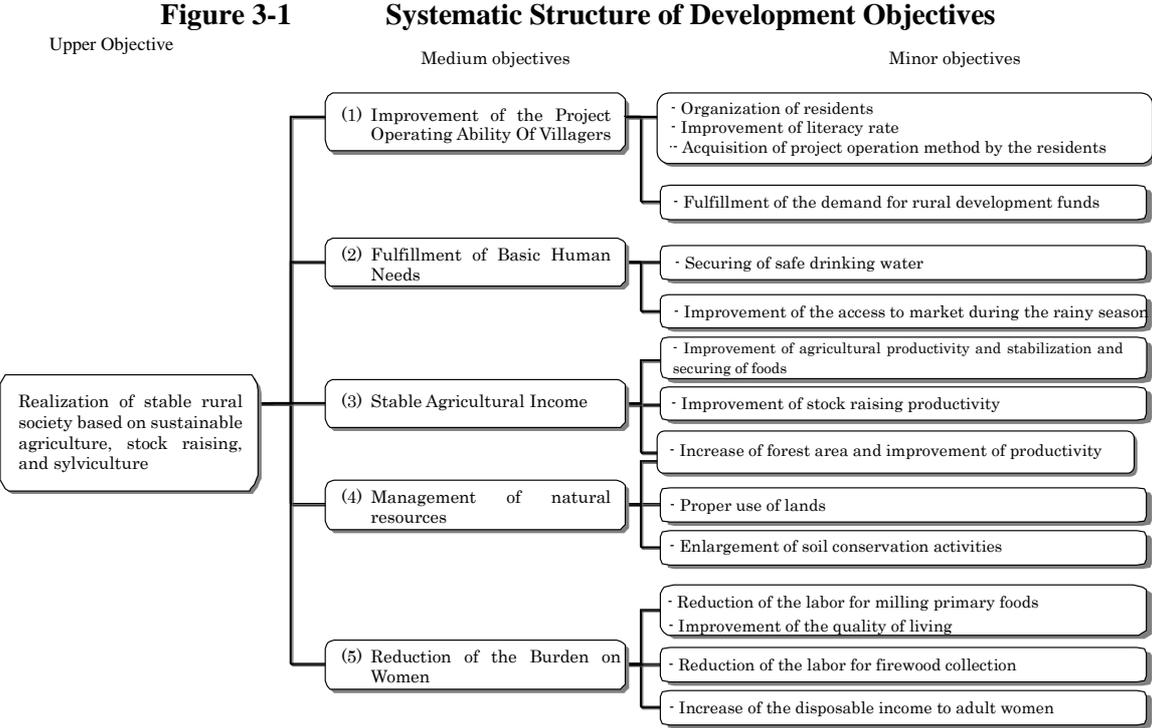 Figure 3-1 Systematic Structure of Development Objectives
Upper Objective
Medium objectives
Minor objectives
(1) Improvement of the Project
Operating Ability Of Villagers
- Organization of residents
- Improvement of literacy rate
-- Acquisition of project operation method by the residents
- Fulfillment of the demand for rural development funds
(2) Fulfillment of Basic Human
Needs
- Securing of safe drinking water
- Improvement of the access to market during the rainy season
Realization of stable rural
society based on sustainable
agriculture, stock raising,
and sylviculture
(3) Stable Agricultural Income
- Improvement of agricultural productivity and stabilization and
securing of foods
- Improvement of stock raising productivity
- Increase of forest area and improvement of productivity
(4) Management of natural
resources
- Proper use of lands
- Enlargement of soil conservation activities
(5) Reduction of the Burden on
Women
- Reduction of the labor for milling primary foods
- Improvement of the quality of living
- Reduction of the labor for firewood collection
- Increase of the disposable income to adult women